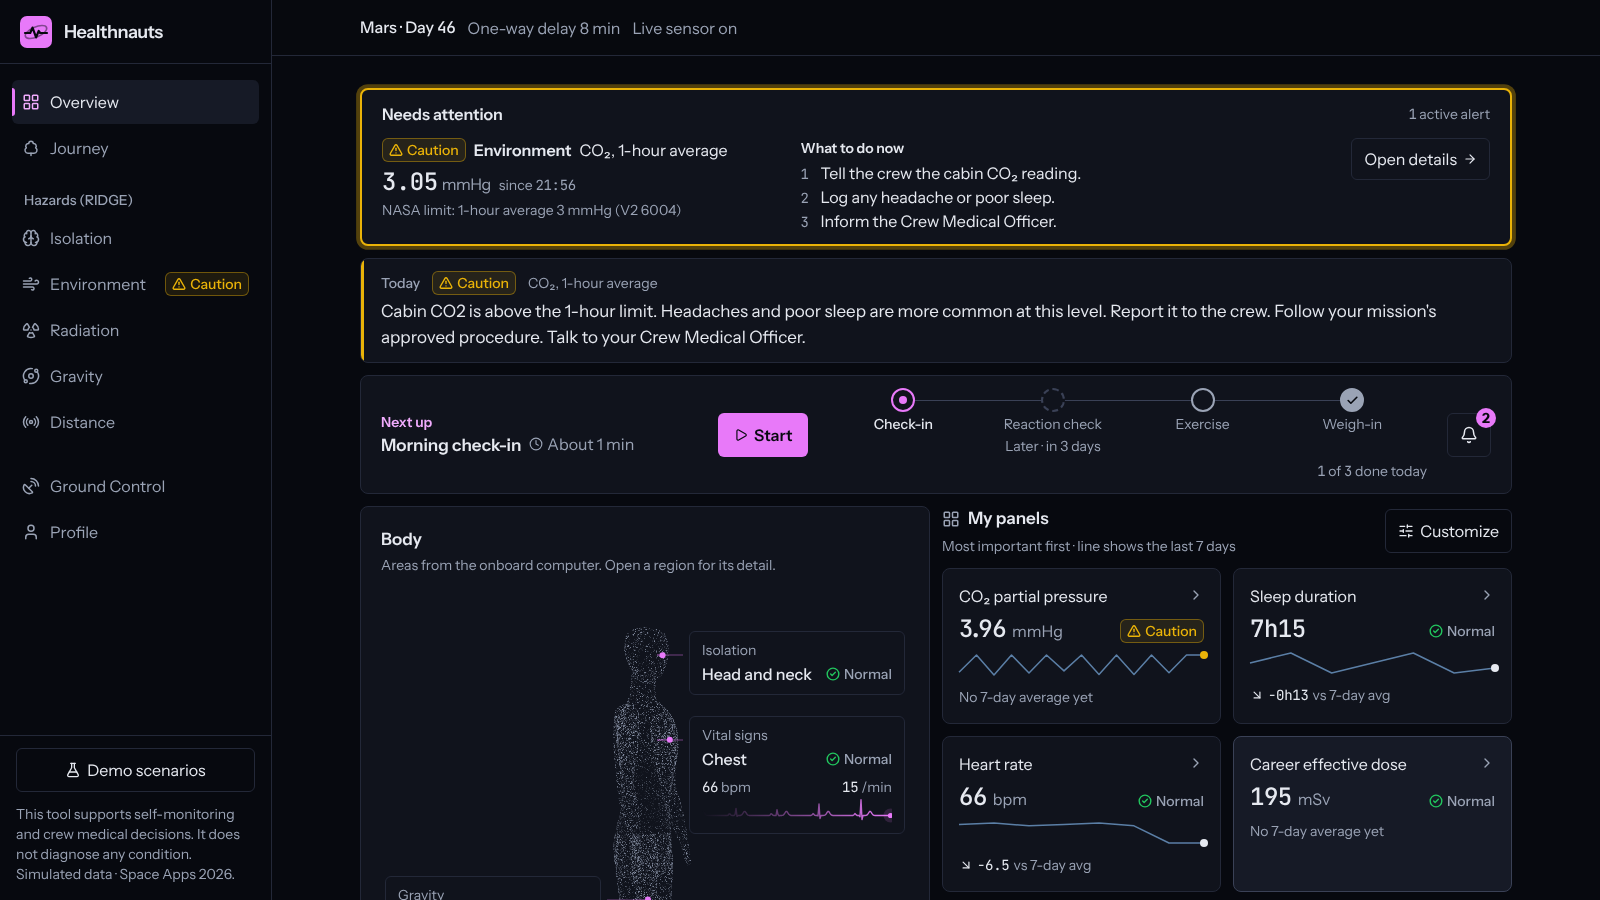 Healthnauts
Overview
Journey
Hazards (RIDGE)
Isolation
Environment Caution
Radiation
Gravity
Distance
Ground Control
Profile
Demo scenarios
This tool supports self-monitoring
and crew medical decisions. It does
not diagnose any condition.
Simulated data · Space Apps 2026.
Mars · Day 46 One-way delay 8 min Live sensor on
Needs attention
1 active alert
Caution Environment CO₂, 1-hour average
3.05 mmHg since 21:56
NASA limit: 1-hour average 3 mmHg (V2 6004)
What to do now
1 Tell the crew the cabin CO₂ reading.
2 Log any headache or poor sleep.
3 Inform the Crew Medical Officer.
Open details
Today Caution CO₂, 1-hour average
Cabin CO2 is above the 1-hour limit. Headaches and poor sleep are more common at this level. Report it to the crew. Follow your mission's
approved procedure. Talk to your Crew Medical Officer.
Next up
Morning check-in About 1 min
Start
Check-in
Reaction check
Later · in 3 days
Exercise
Weigh-in
1 of 3 done today
2
Body
Areas from the onboard computer. Open a region for its detail.
Isolation
Head and neck Normal
Vital signs
Chest Normal
66 bpm 15 /min
Gravity
My panels
Most important first · line shows the last 7 days
Customize
CO₂ partial pressure
3.96 mmHg Caution
No 7-day average yet
Sleep duration
7h15 Normal
-0h13 vs 7-day avg
Heart rate
66 bpm Normal
-6.5 vs 7-day avg
Career effective dose
195 mSv Normal
No 7-day average yet